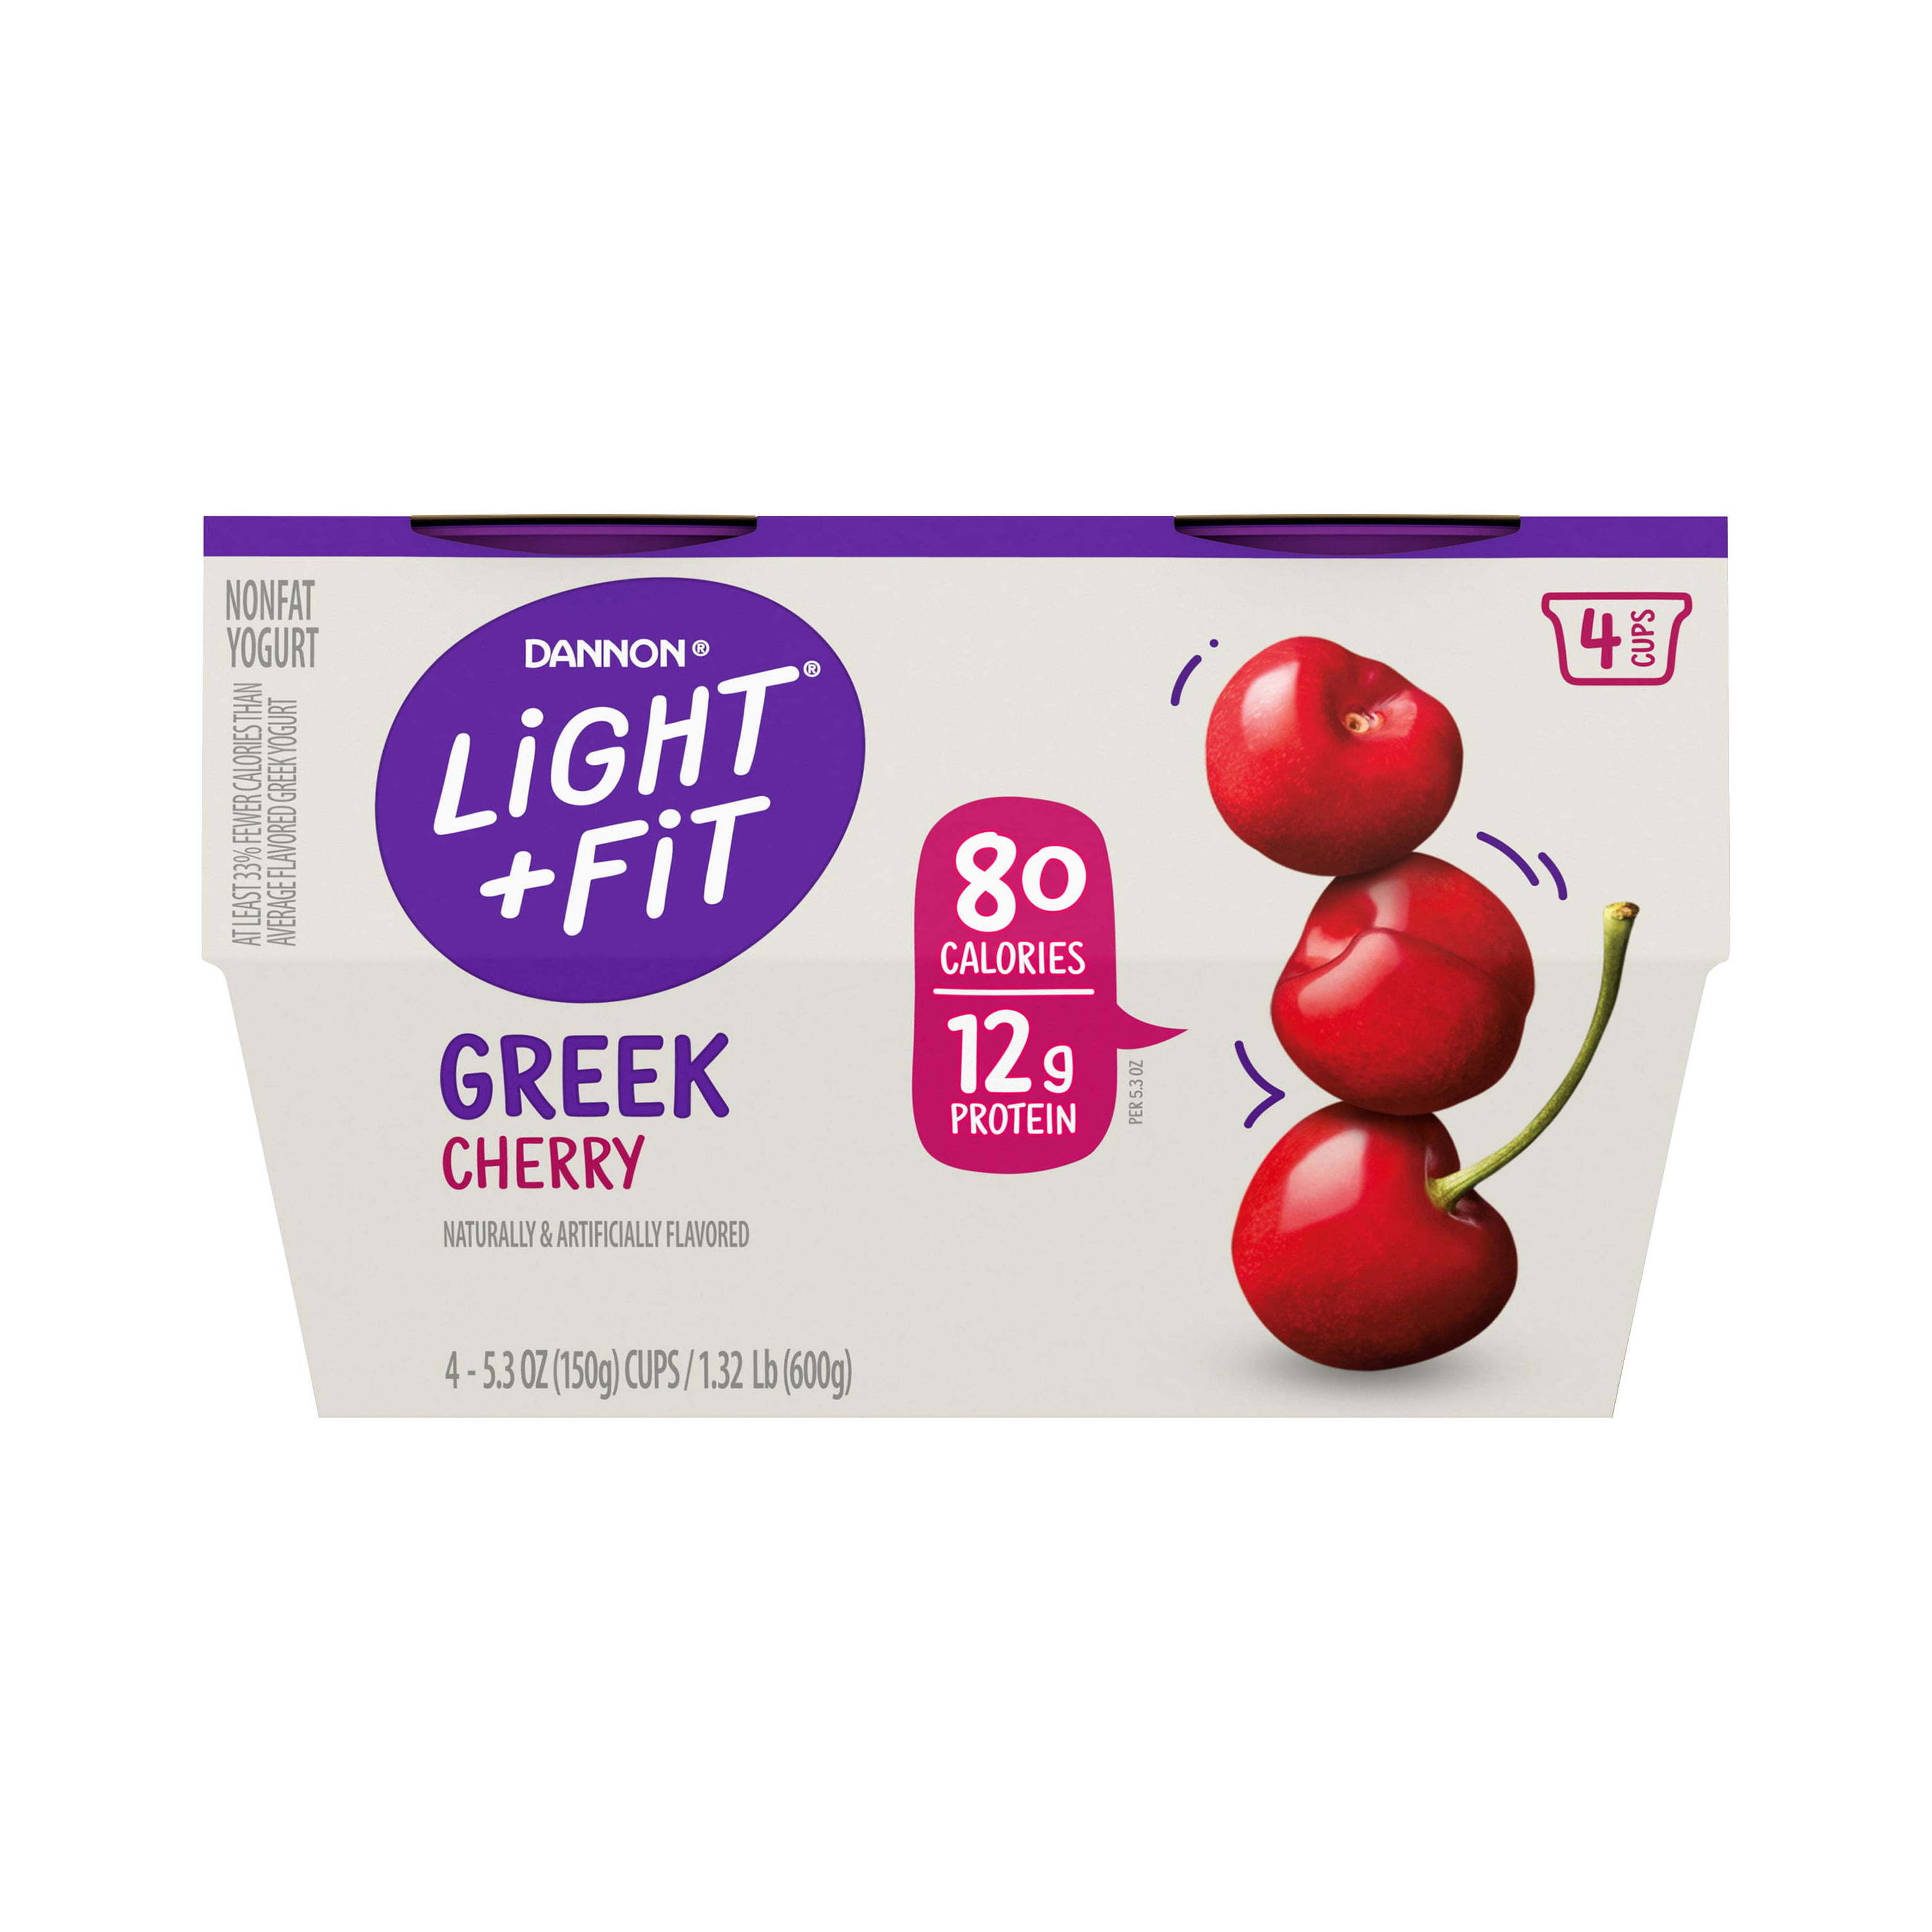 NONFAT
YOGURT
AT LEAST 33% FEWER CALORIES THAN
AVERAGE FLAVORED GREEK YOGURT
DANNON®
LiGHT®
+FiT
GREEK
CHERRY
NATURALLY & ARTIFICIALLY FLAVORED
4 - 5.3 OZ (150g) CUPS / 1.32 Lb (600g)
80
CALORIES
12g
PROTEIN
PER 5.3 OZ
4 CUPS